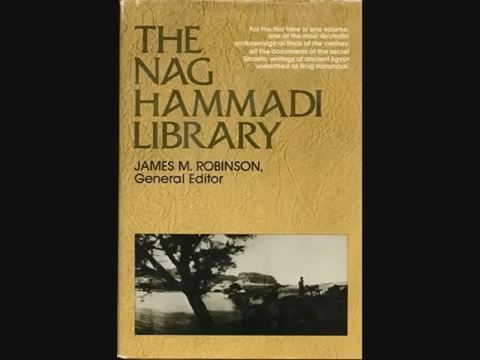 THE
NAG
HAMMADI
LIBRARY
For the first time in one volume,
one of the most dramatic
archaeological finds of the century:
all the documents of the secret
Gnostic writings of ancient Egypt
unearthed at Nag Hammadi.
JAMES M. ROBINSON,
General Editor